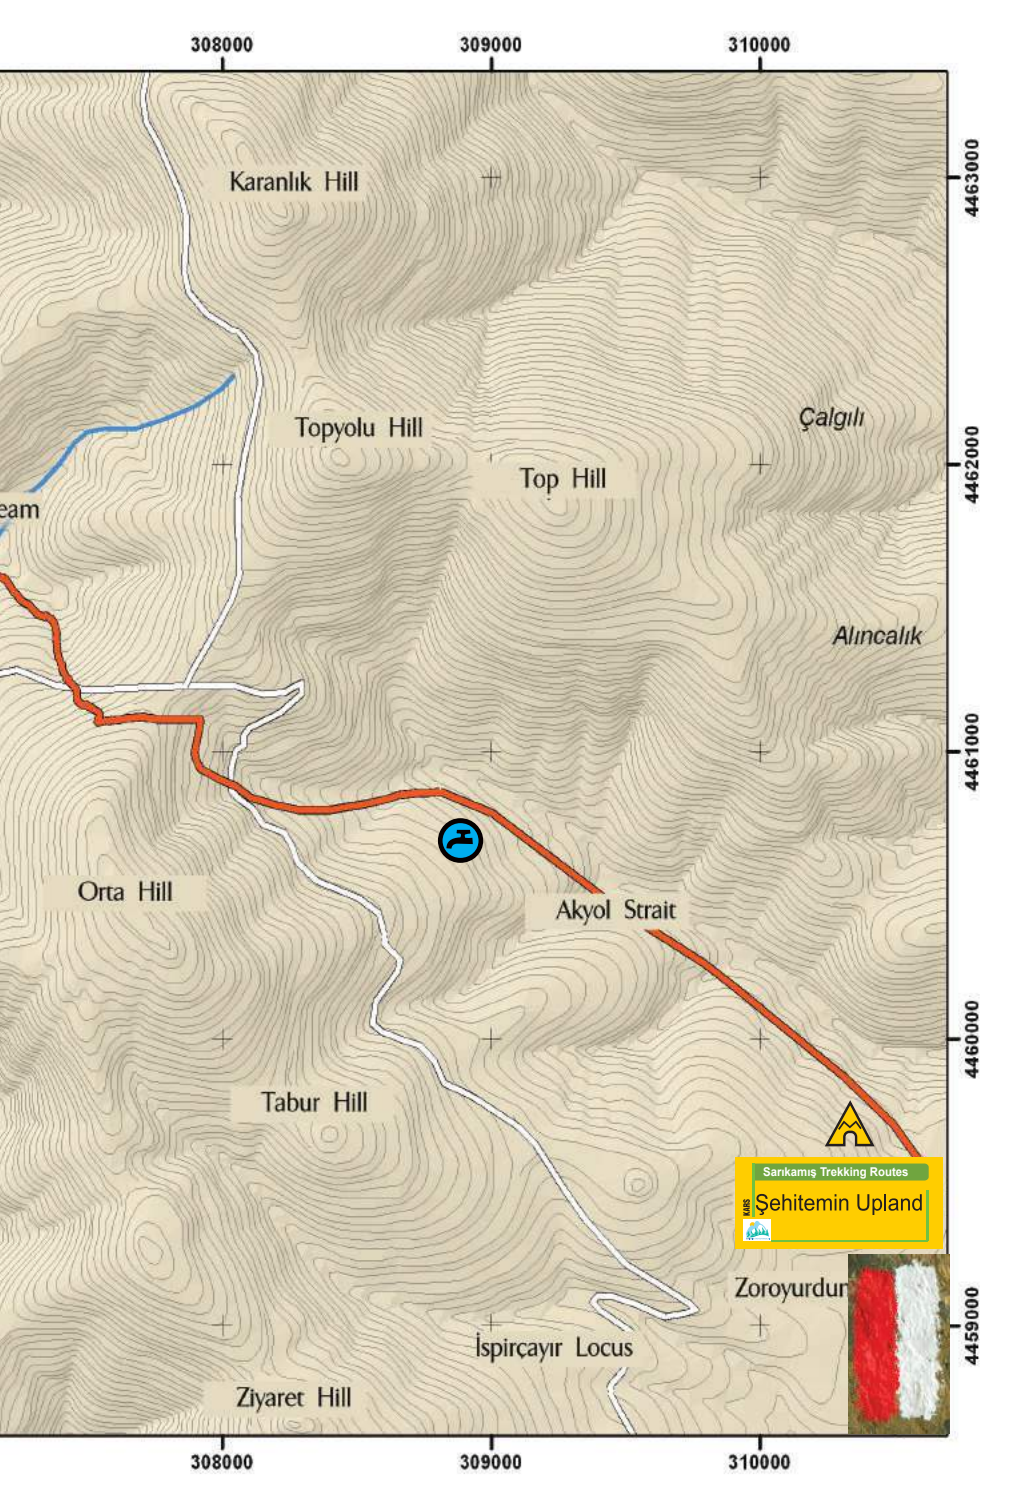 308000 309000 310000
4463000
Karanlık Hill
Çalgılı
Topyolu Hill
4462000
Top Hill
eam
Alıncalık
4461000
Orta Hill
Akyol Strait
4460000
Tabur Hill
Sarıkamış Trekking Routes
KARS
Şehitemin Upland
Zoroyurdun
4459000
İspirçayır Locus
Ziyaret Hill
308000 309000 310000